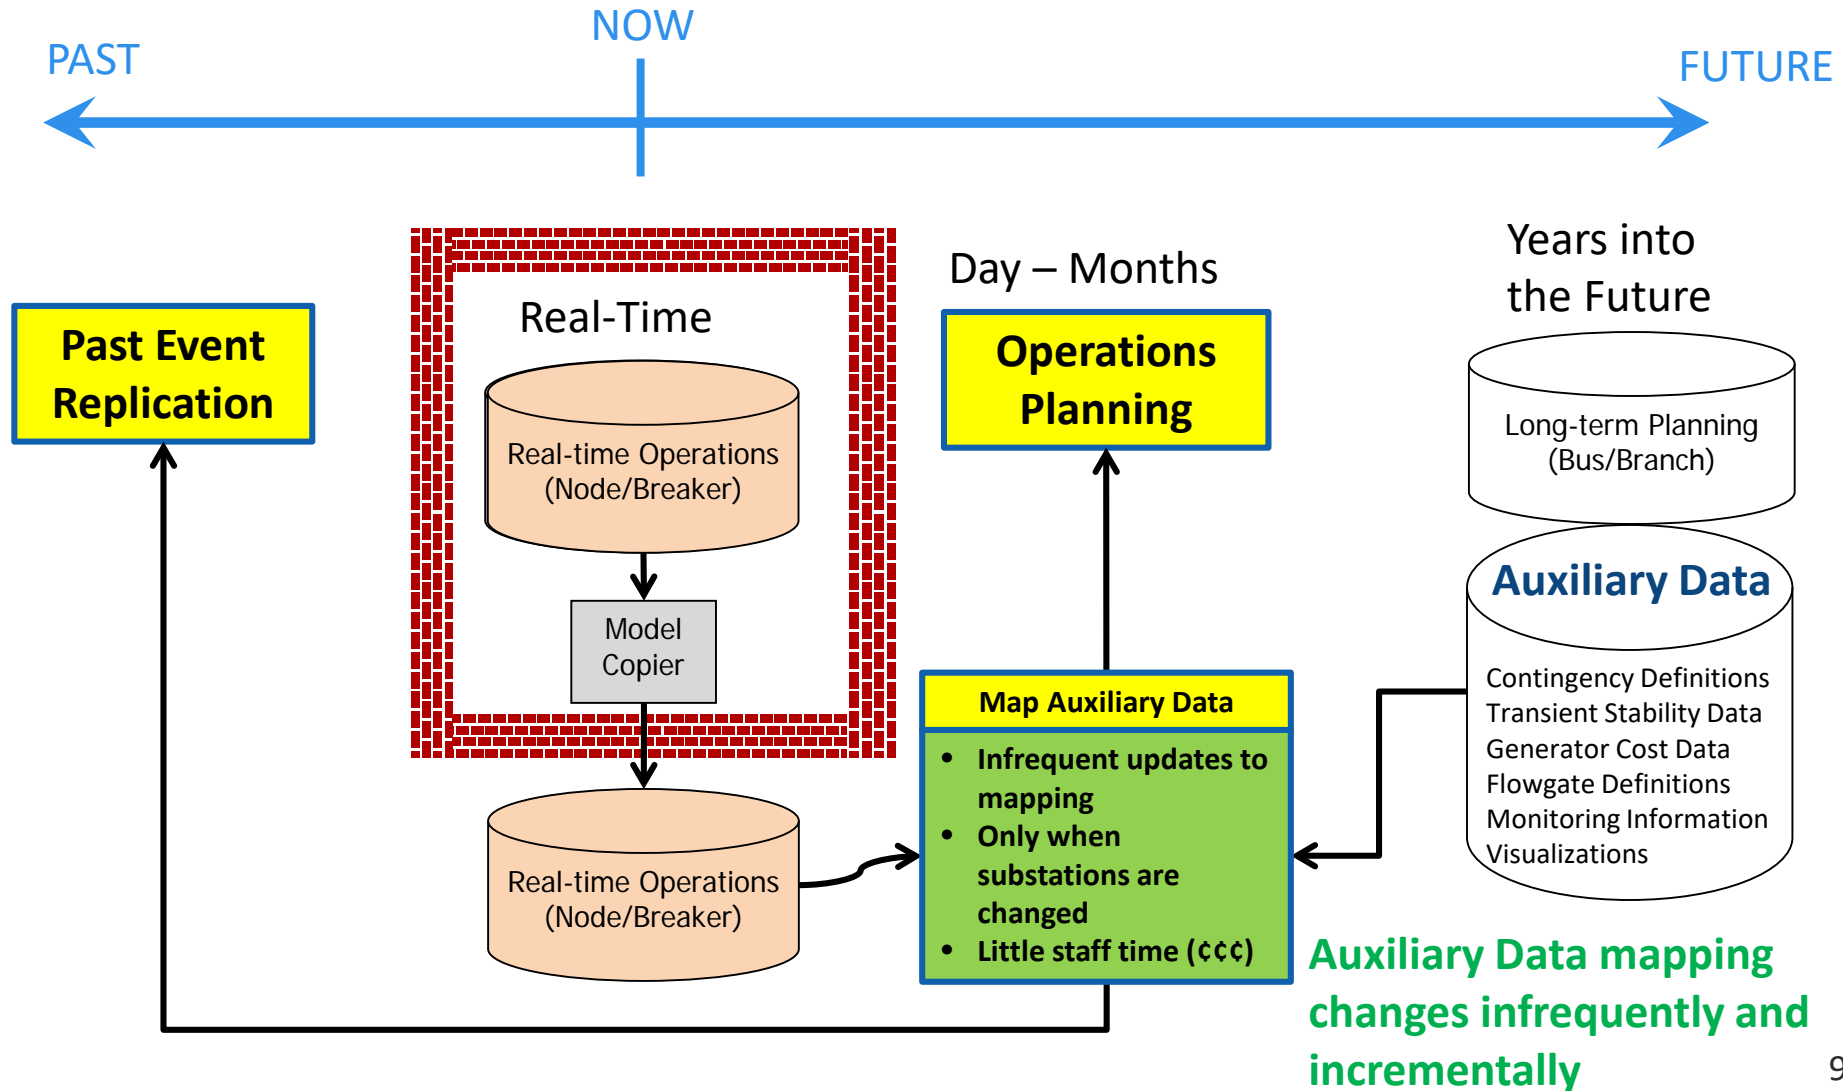 PAST
NOW
FUTURE
Past Event
Replication
Real-Time
Real-time Operations
(Node/Breaker)
Model
Copier
Real-time Operations
(Node/Breaker)
Day – Months
Operations
Planning
Map Auxiliary Data
• Infrequent updates to
mapping
• Only when
substations are
changed
• Little staff time (¢¢¢)
Years into
the Future
Long-term Planning
(Bus/Branch)
Auxiliary Data
Contingency Definitions
Transient Stability Data
Generator Cost Data
Flowgate Definitions
Monitoring Information
Visualizations
Auxiliary Data mapping
changes infrequently and
incrementally
9